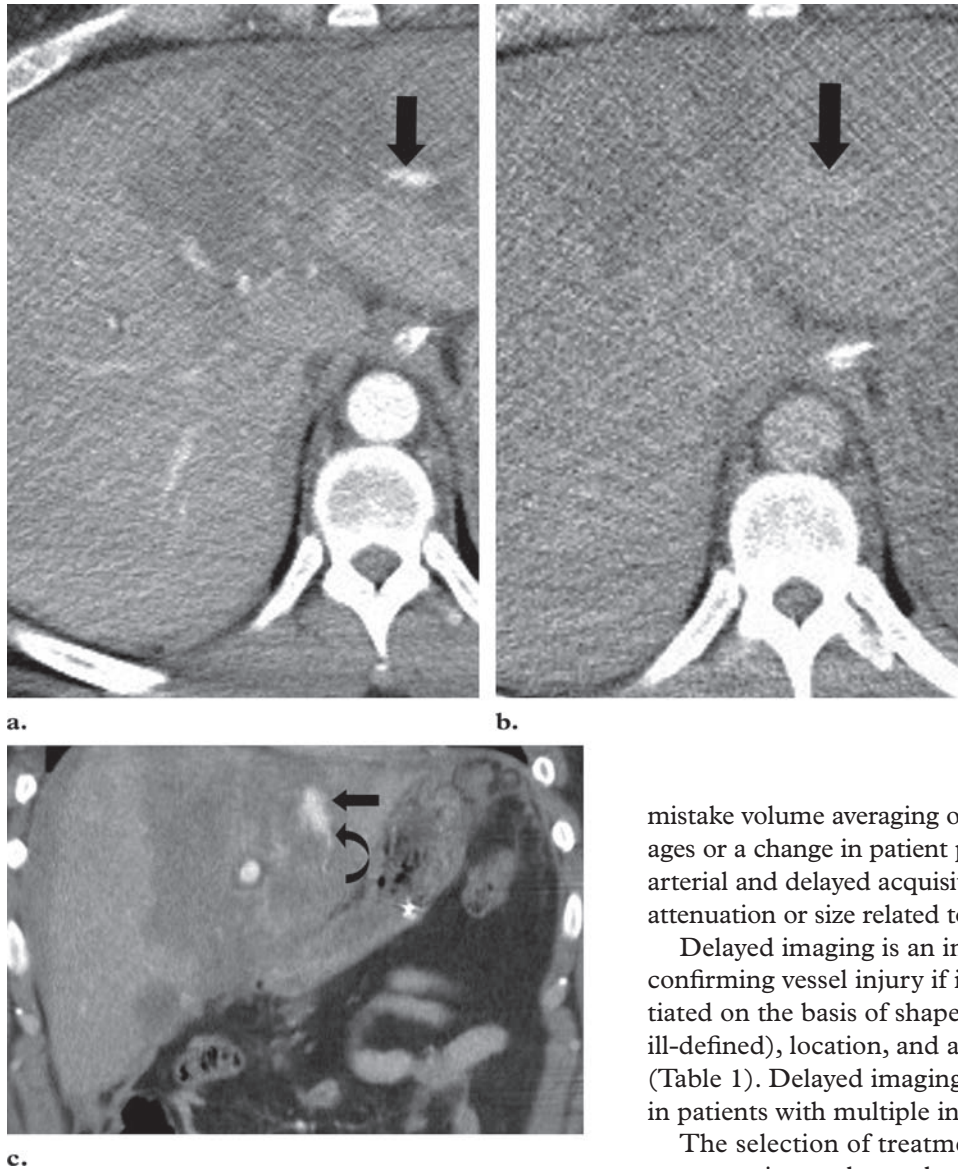 a.
b.
mistake volume averaging o
ages or a change in patient p
arterial and delayed acquisit
attenuation or size related to
Delayed imaging is an in
confirming vessel injury if i
tiated on the basis of shape
ill-defined), location, and a
(Table 1). Delayed imaging
in patients with multiple in
The selection of treatme
c.